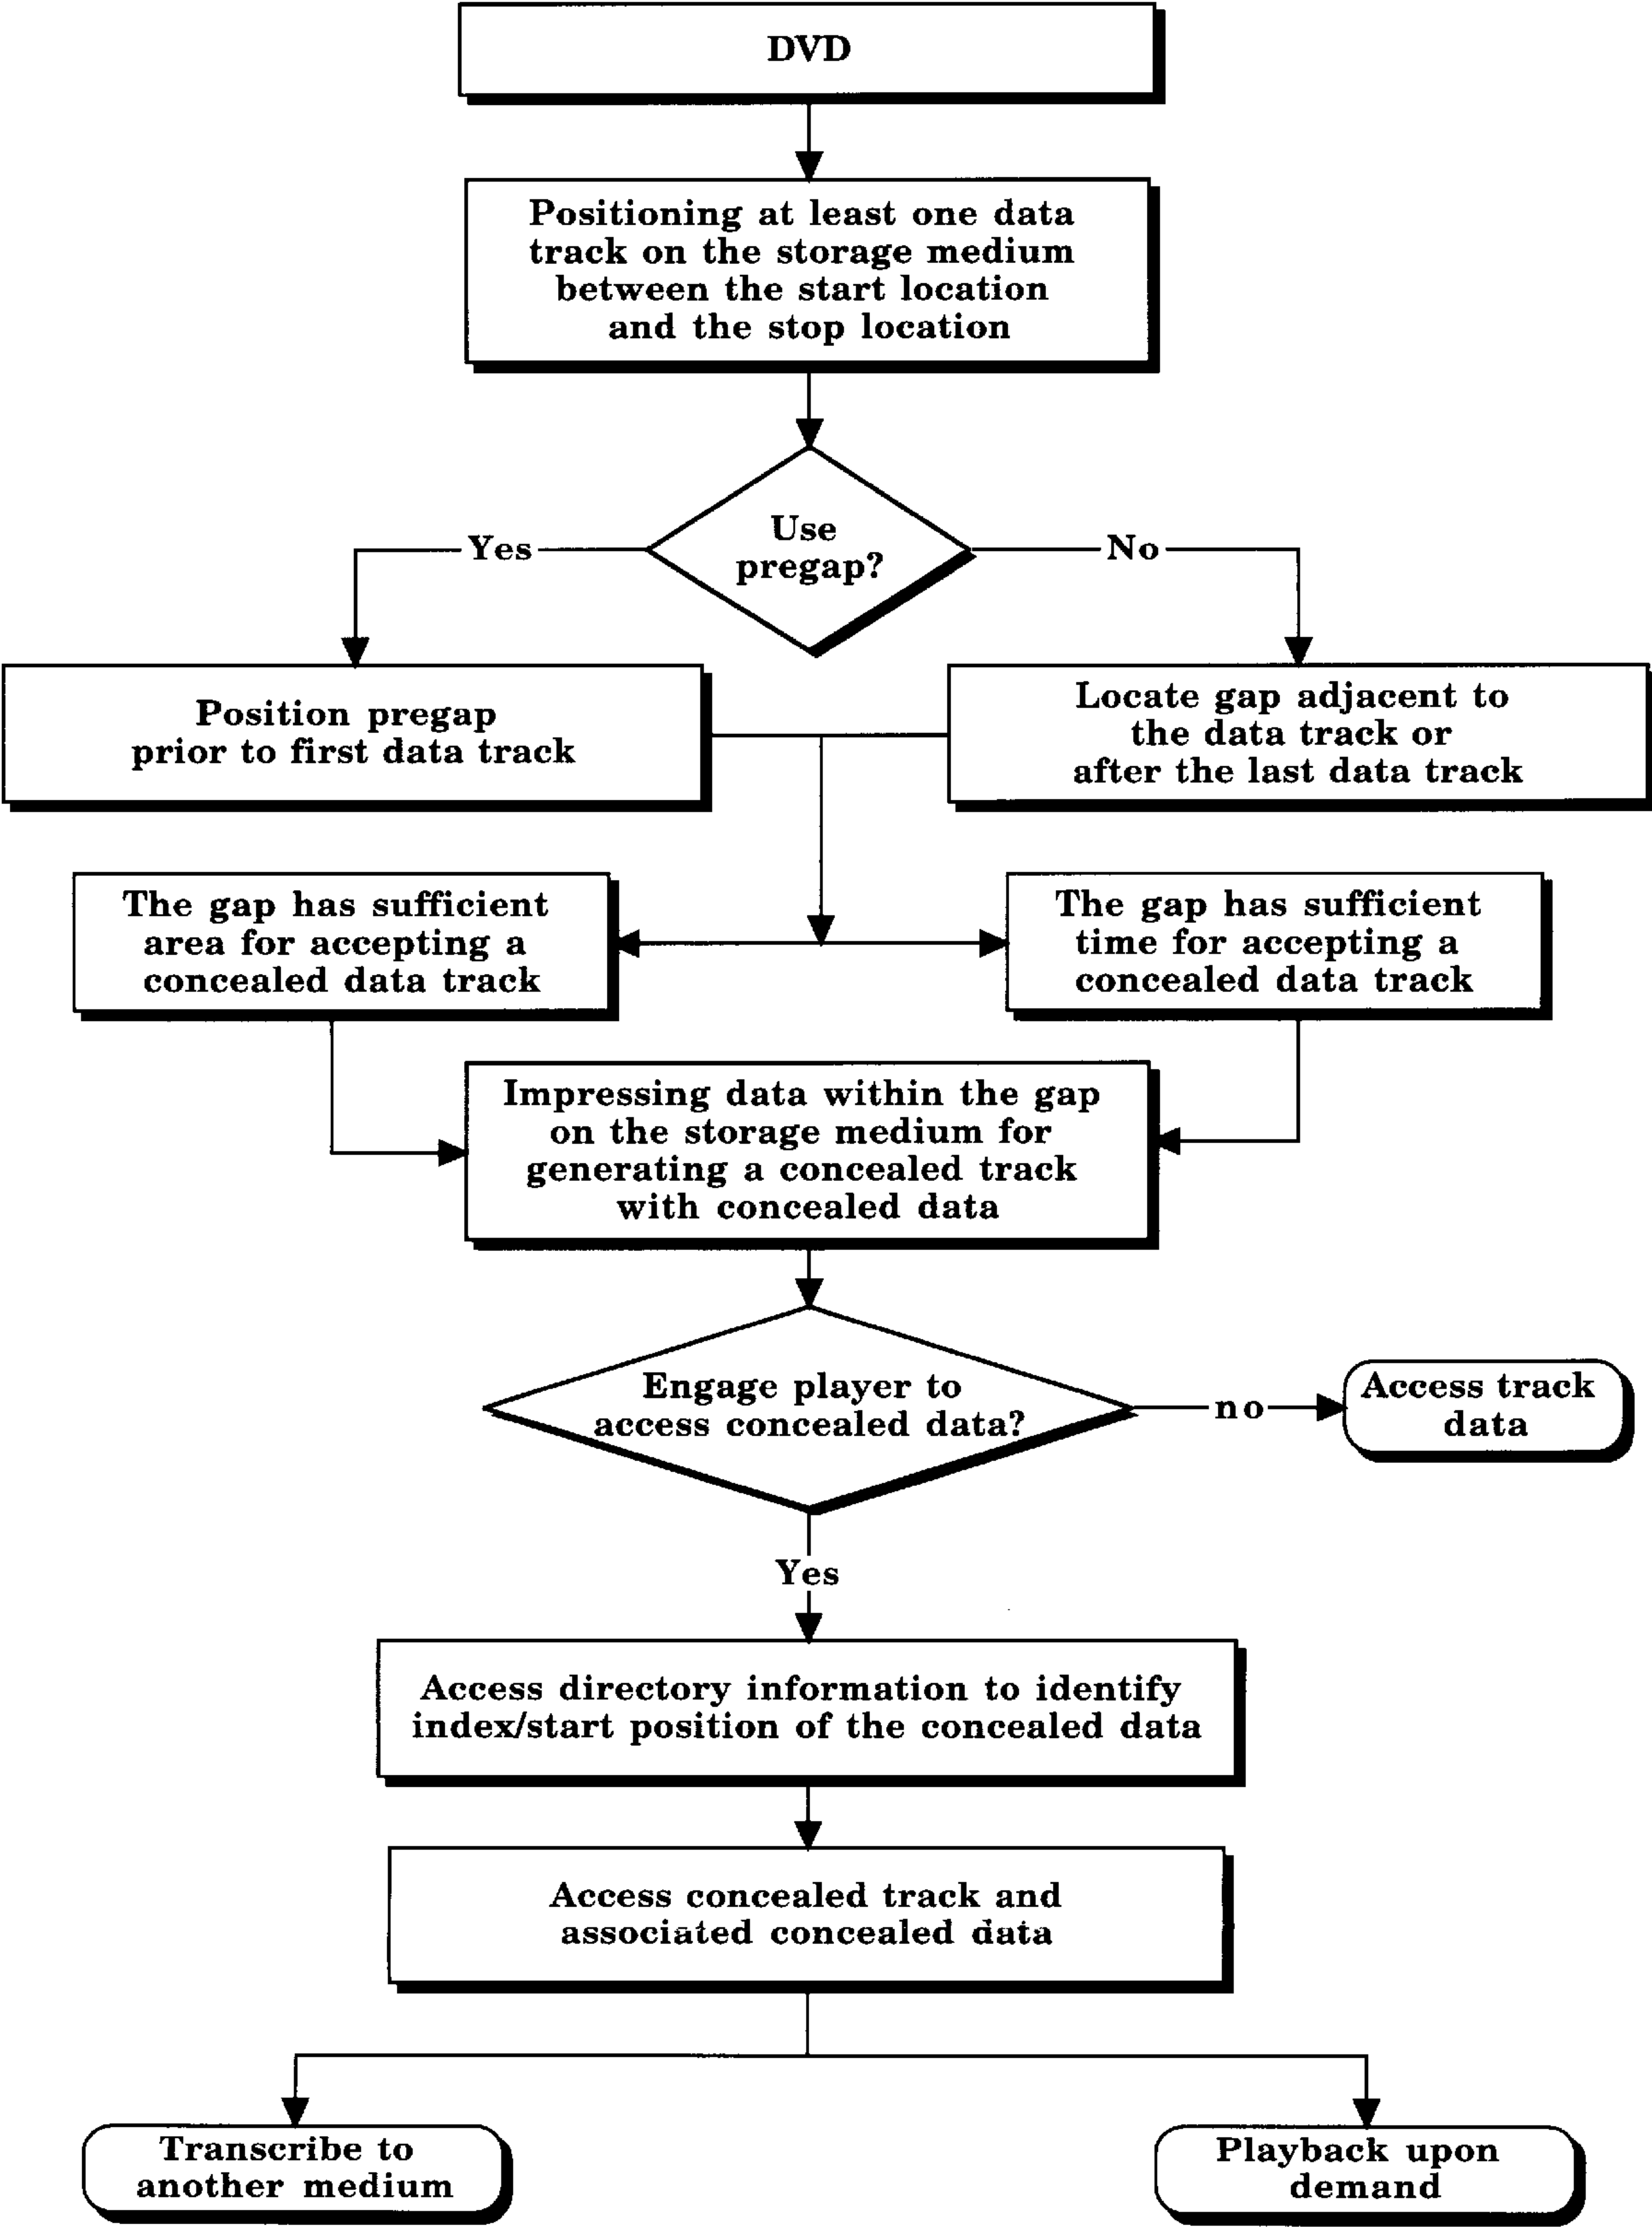 DVD
Positioning at least one data
track on the storage medium
between the start location
and the stop location
Use
pregap?
Yes
No
Position pregap
prior to first data track
Locate gap adjacent to
the data track or
after the last data track
The gap has sufficient
area for accepting a
concealed data track
The gap has sufficient
time for accepting a
concealed data track
Impressing data within the gap
on the storage medium for
generating a concealed track
with concealed data
Engage player to
access concealed data?
no
Access track
data
Yes
Access directory information to identify
index/start position of the concealed data
Access concealed track and
associated concealed data
Transcribe to
another medium
Playback upon
demand